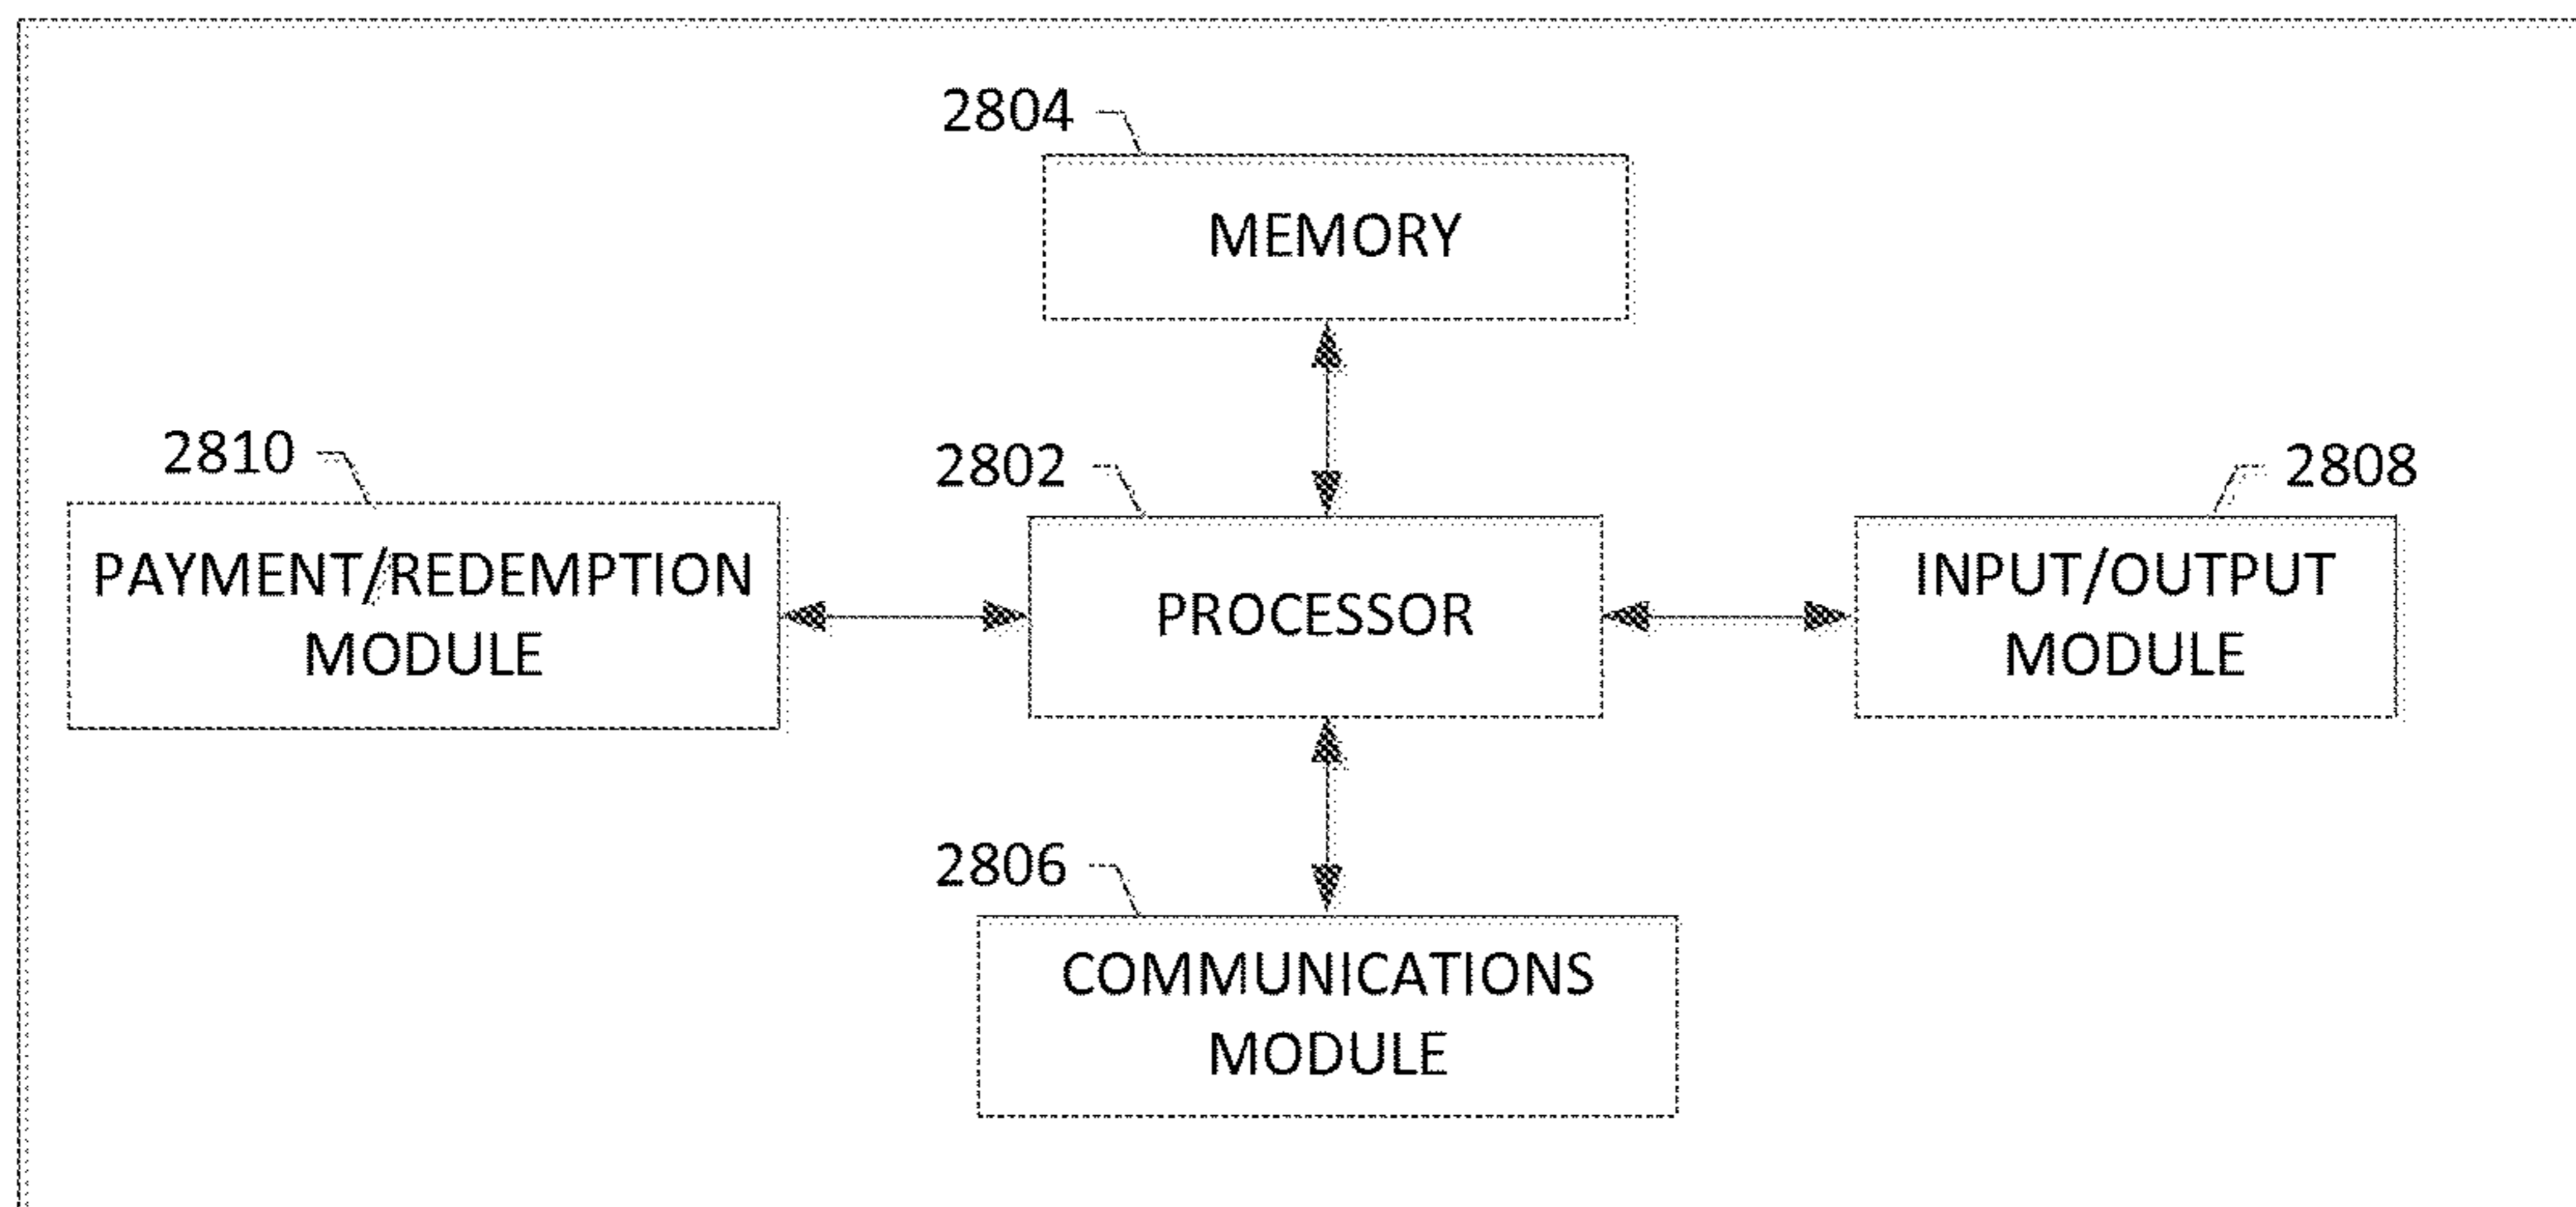 2804
MEMORY
2810
2802
2808
PAYMENT/REDEMPTION
MODULE
PROCESSOR
INPUT/OUTPUT
MODULE
2806
COMMUNICATIONS
MODULE